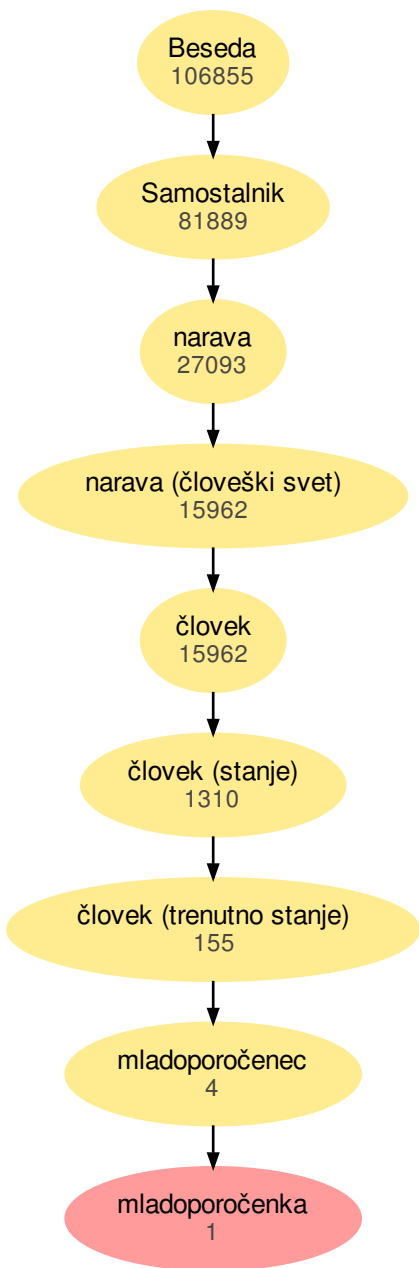 Beseda
106855
Samostalnik
81889
narava
27093
narava (človeški svet)
15962
človek
15962
človek (stanje)
1310
človek (trenutno stanje)
155
mladoporočenec
4
mladoporočenka
1